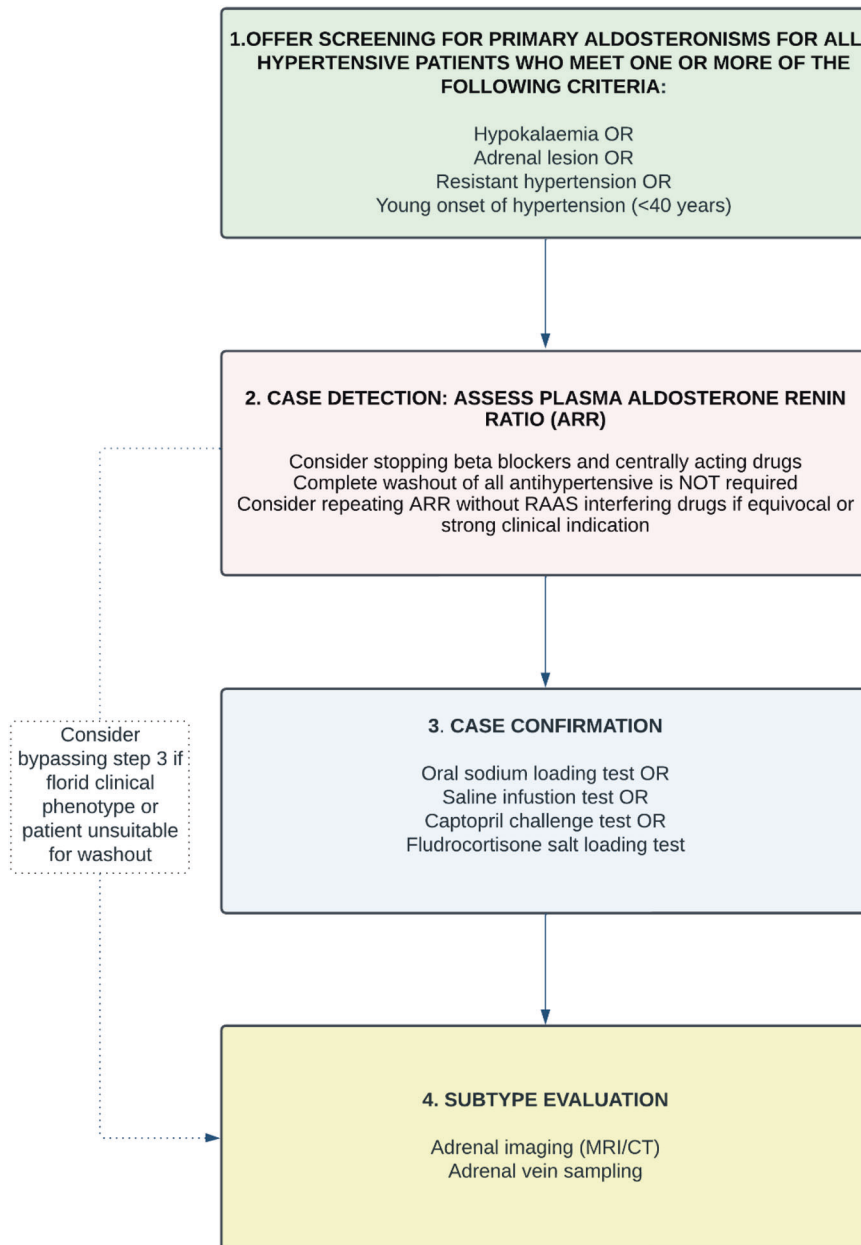 1.OFFER SCREENING FOR PRIMARY ALDOSTERONISMS FOR ALL
HYPERTENSIVE PATIENTS WHO MEET ONE OR MORE OF THE
FOLLOWING CRITERIA:
Hypokalaemia OR
Adrenal lesion OR
Resistant hypertension OR
Young onset of hypertension (<40 years)
2. CASE DETECTION: ASSESS PLASMA ALDOSTERONE RENIN
RATIO (ARR)
Consider stopping beta blockers and centrally acting drugs
Complete washout of all antihypertensive is NOT required
Consider repeating ARR without RAAS interfering drugs if equivocal or
strong clinical indication
Consider
bypassing step 3 if
florid clinical
phenotype or
patient unsuitable
for washout
3. CASE CONFIRMATION
Oral sodium loading test OR
Saline infustion test OR
Captopril challenge test OR
Fludrocortisone salt loading test
4. SUBTYPE EVALUATION
Adrenal imaging (MRI/CT)
Adrenal vein sampling